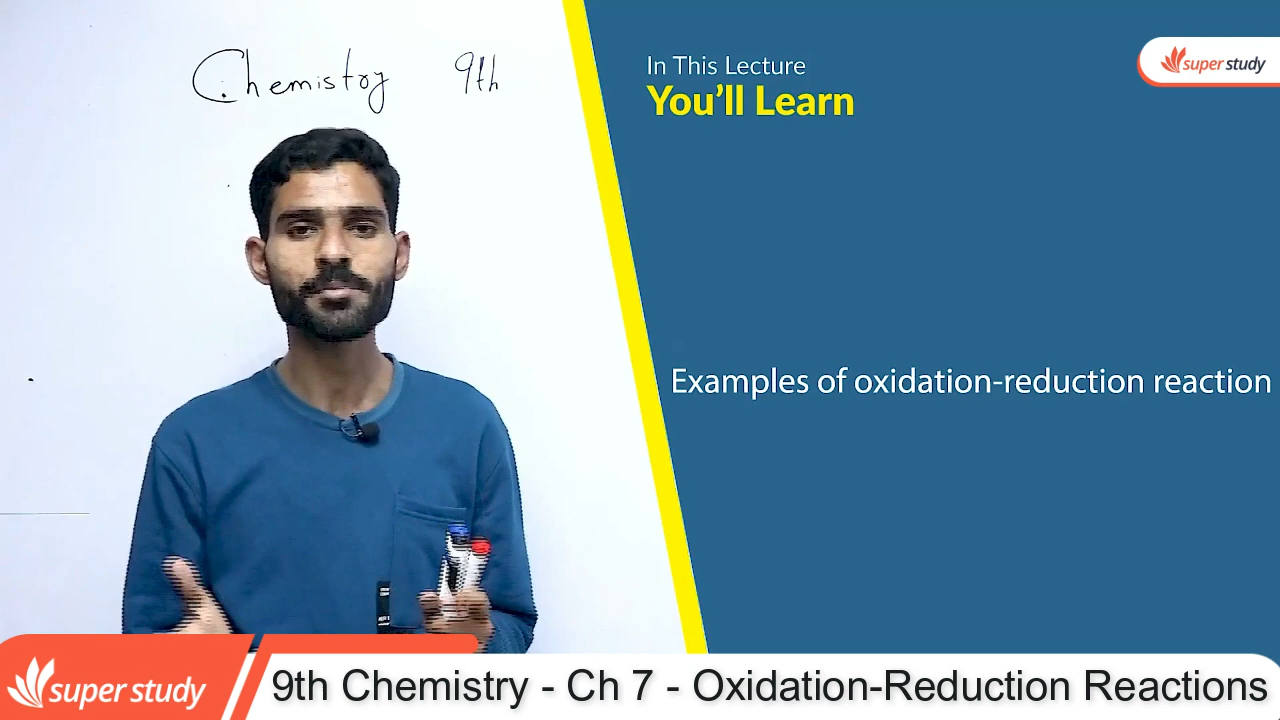 Chemistry 9th
In This Lecture
You'll Learn
super study
Examples of oxidation-reduction reaction
super study
9th Chemistry - Ch 7 - Oxidation-Reduction Reactions